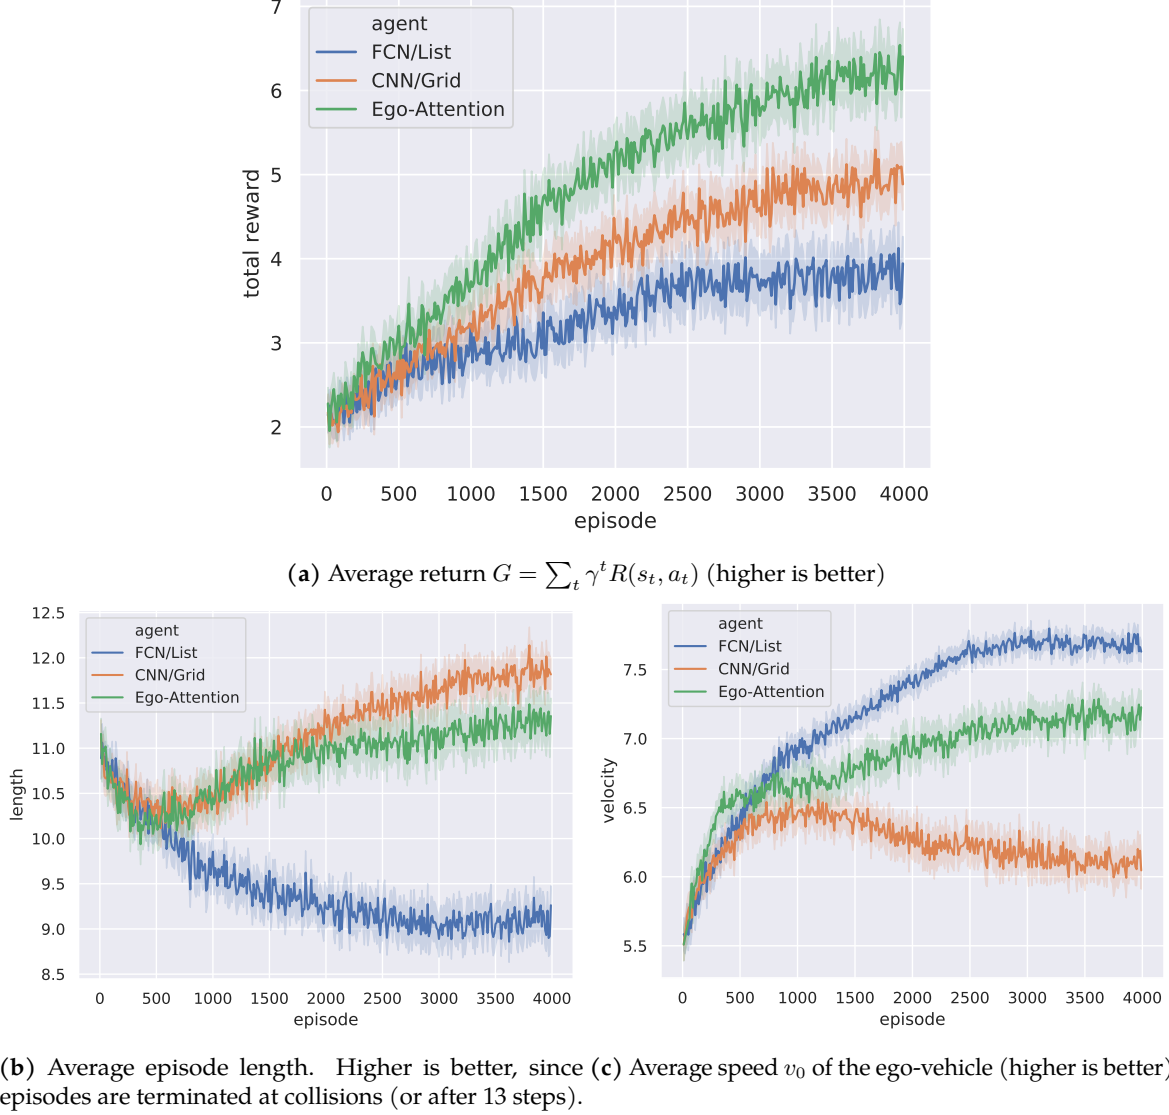 7
6
5
4
3
2
total reward
agent
FCN/List
CNN/Grid
Ego-Attention
0 500 1000 1500 2000 2500 3000 3500 4000
episode
(a) Average return G = ∑_t γ^t R(s_t, a_t) (higher is better)
12.5
12.0
11.5
11.0
10.5
10.0
9.5
9.0
8.5
length
agent
FCN/List
CNN/Grid
Ego-Attention
0 500 1000 1500 2000 2500 3000 3500 4000
episode
7.5
7.0
6.5
6.0
5.5
velocity
agent
FCN/List
CNN/Grid
Ego-Attention
0 500 1000 1500 2000 2500 3000 3500 4000
episode
(b) Average episode length. Higher is better, since
episodes are terminated at collisions (or after 13 steps).
(c) Average speed v_0 of the ego-vehicle (higher is better)